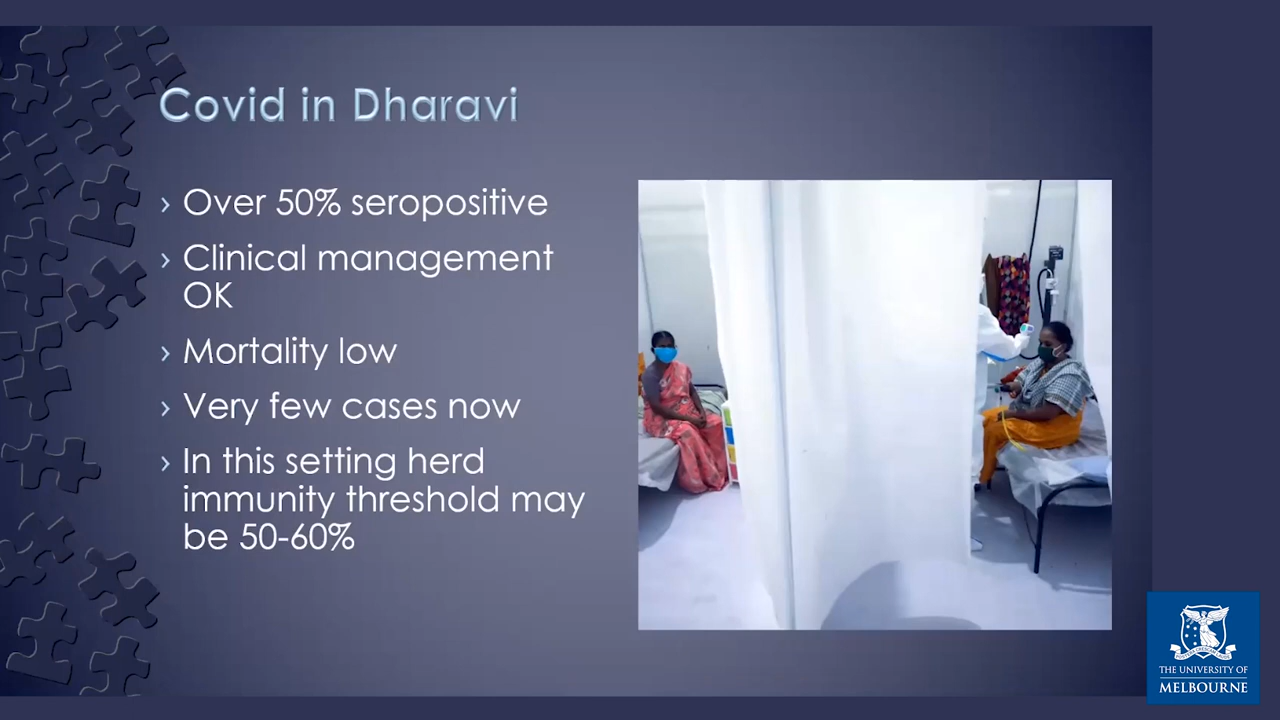 Covid in Dharavi
› Over 50% seropositive
› Clinical management
OK
› Mortality low
› Very few cases now
› In this setting herd
immunity threshold may
be 50-60%
THE UNIVERSITY OF
MELBOURNE